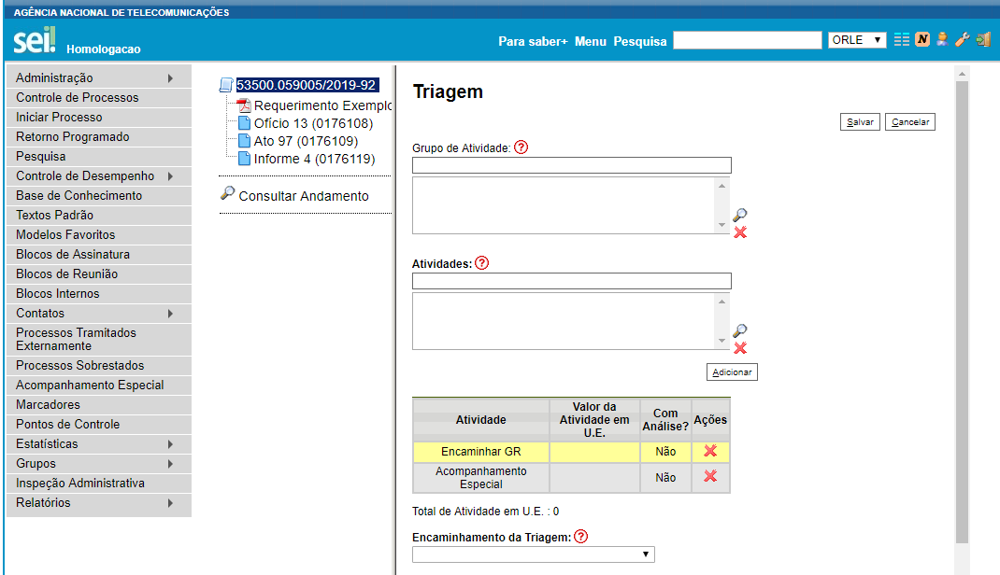 AGÊNCIA NACIONAL DE TELECOMUNICAÇÕES
sei!
Homologacao
Para saber+ Menu Pesquisa
ORLE
N
Administração
Controle de Processos
Iniciar Processo
Retorno Programado
Pesquisa
Controle de Desempenho
Base de Conhecimento
Textos Padrão
Modelos Favoritos
Blocos de Assinatura
Blocos de Reunião
Blocos Internos
Contatos
Processos Tramitados
Externamente
Processos Sobrestados
Acompanhamento Especial
Marcadores
Pontos de Controle
Estatísticas
Grupos
Inspeção Administrativa
Relatórios
53500.059005/2019-92
Requerimento Exemplo
Ofício 13 (0176108)
Ato 97 (0176109)
Informe 4 (0176119)
Consultar Andamento
Triagem
Salvar Cancelar
Grupo de Atividade: ?
Atividades: ?
Adicionar
Atividade
Valor da
Atividade em
U.E.
Com
Análise?
Ações
Encaminhar GR Não
Acompanhamento
Especial
Não
Total de Atividade em U.E. : 0
Encaminhamento da Triagem: ?